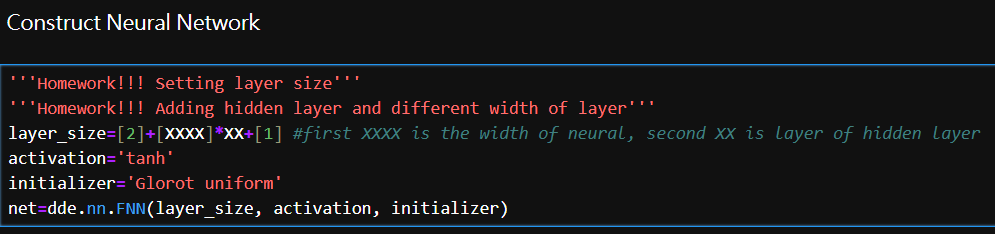 Construct Neural Network
'''Homework!!! Setting layer size'''
'''Homework!!! Adding hidden layer and different width of layer'''
layer_size=[2]+[XXXX]*XX+[1] #first XXXX is the width of neural, second XX is layer of hidden layer
activation='tanh'
initializer='Glorot uniform'
net=dde.nn.FNN(layer_size, activation, initializer)